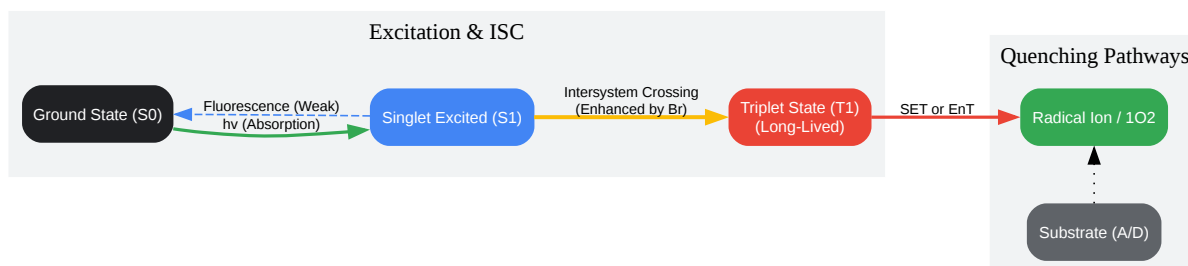 Excitation & ISC
Quenching Pathways
Ground State (S0)
Fluorescence (Weak)
hv (Absorption)
Singlet Excited (S1)
Intersystem Crossing
(Enhanced by Br)
Triplet State (T1)
(Long-Lived)
SET or EnT
Radical Ion / 1O2
Substrate (A/D)